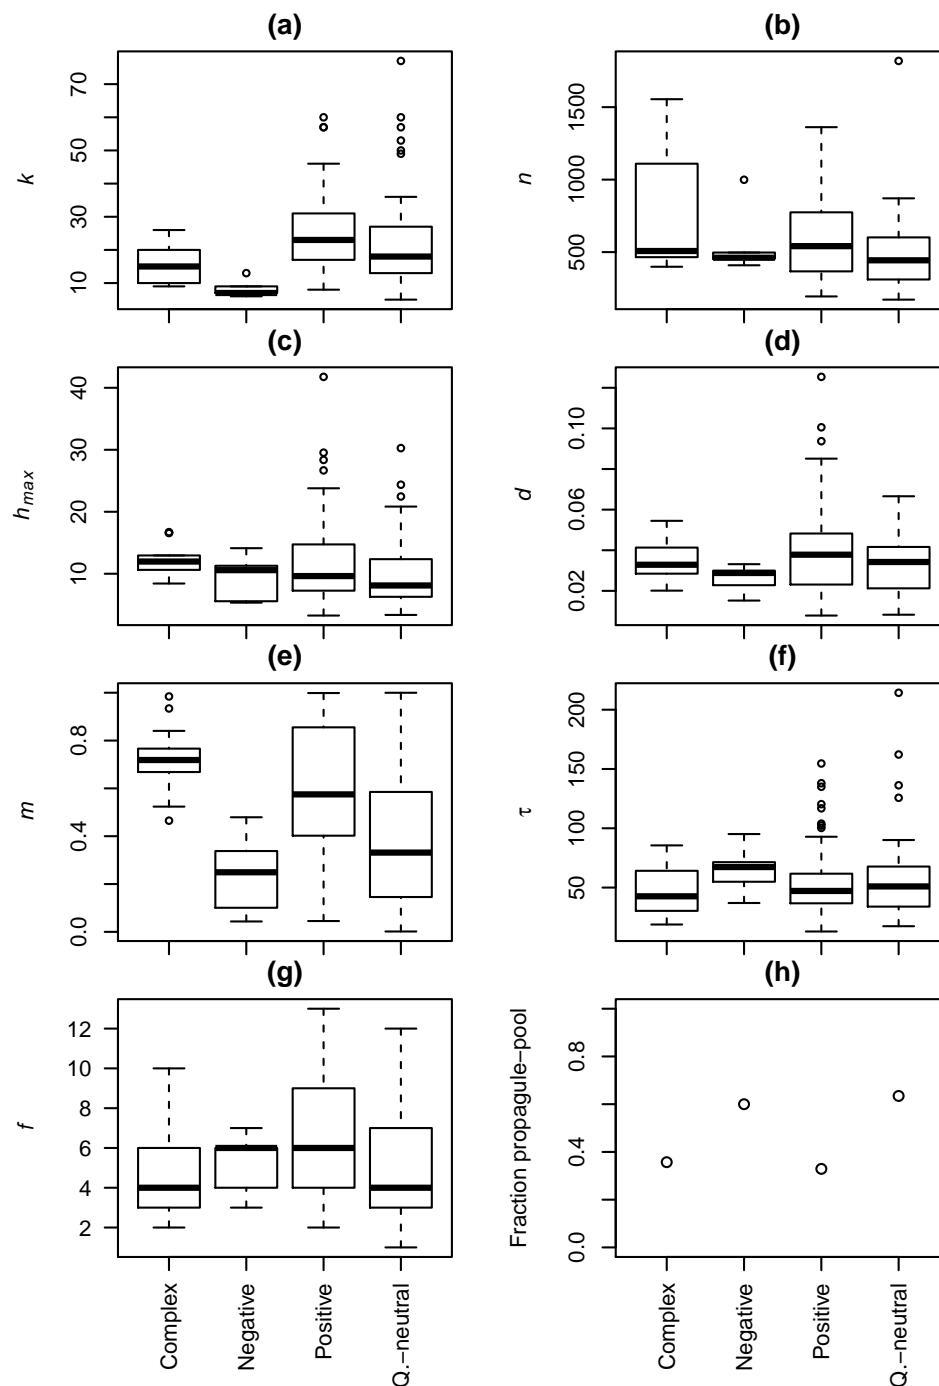 (a)
k
70
50
30
10
(b)
n
1500
1000
500
(c)
hmax
40
30
20
10
(d)
d
0.10
0.06
0.02
(e)
m
0.8
0.4
0.0
(f)
τ
200
150
100
50
(g)
f
12
10
8
6
4
2
Complex
Negative
Positive
Q.−neutral
(h)
Fraction propagule−pool
0.8
0.4
0.0
Complex
Negative
Positive
Q.−neutral